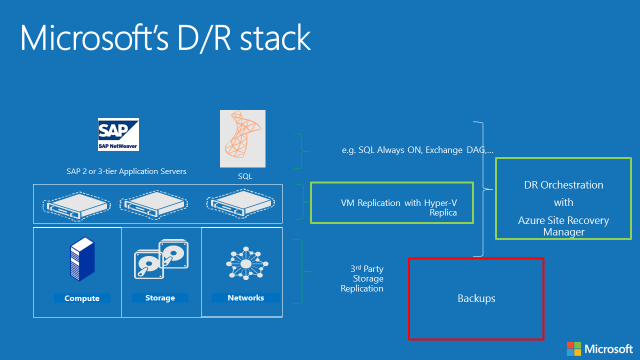 Microsoft's D/R stack
SAP
SAP NetWeaver
SAP 2 or 3-tier Application Servers
SQL
e.g. SQL Always ON, Exchange DAG,...
VM Replication with Hyper-V
Replica
DR Orchestration
with
Azure Site Recovery
Manager
3rd Party
Storage
Replication
Backups
Compute
Storage
Networks
Microsoft